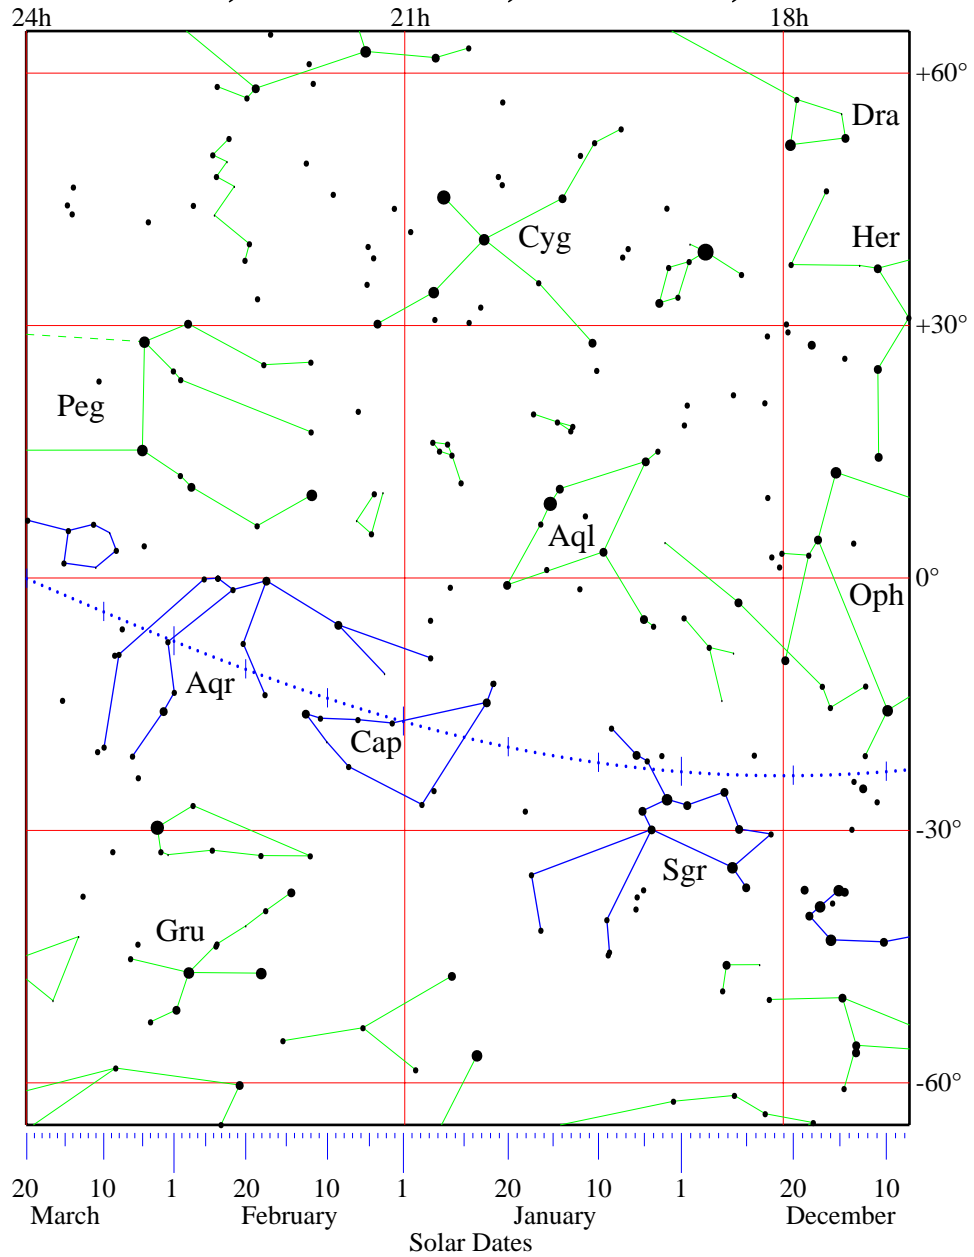 24h 21h 18h
+60°
Dra
Cyg Her
+30°
Peg
Aql
0°
Oph
Aqr
Cap
-30°
Sgr
Gru
-60°
20 10 1 20 10 1 20 10 1 20 10
March February January December
Solar Dates